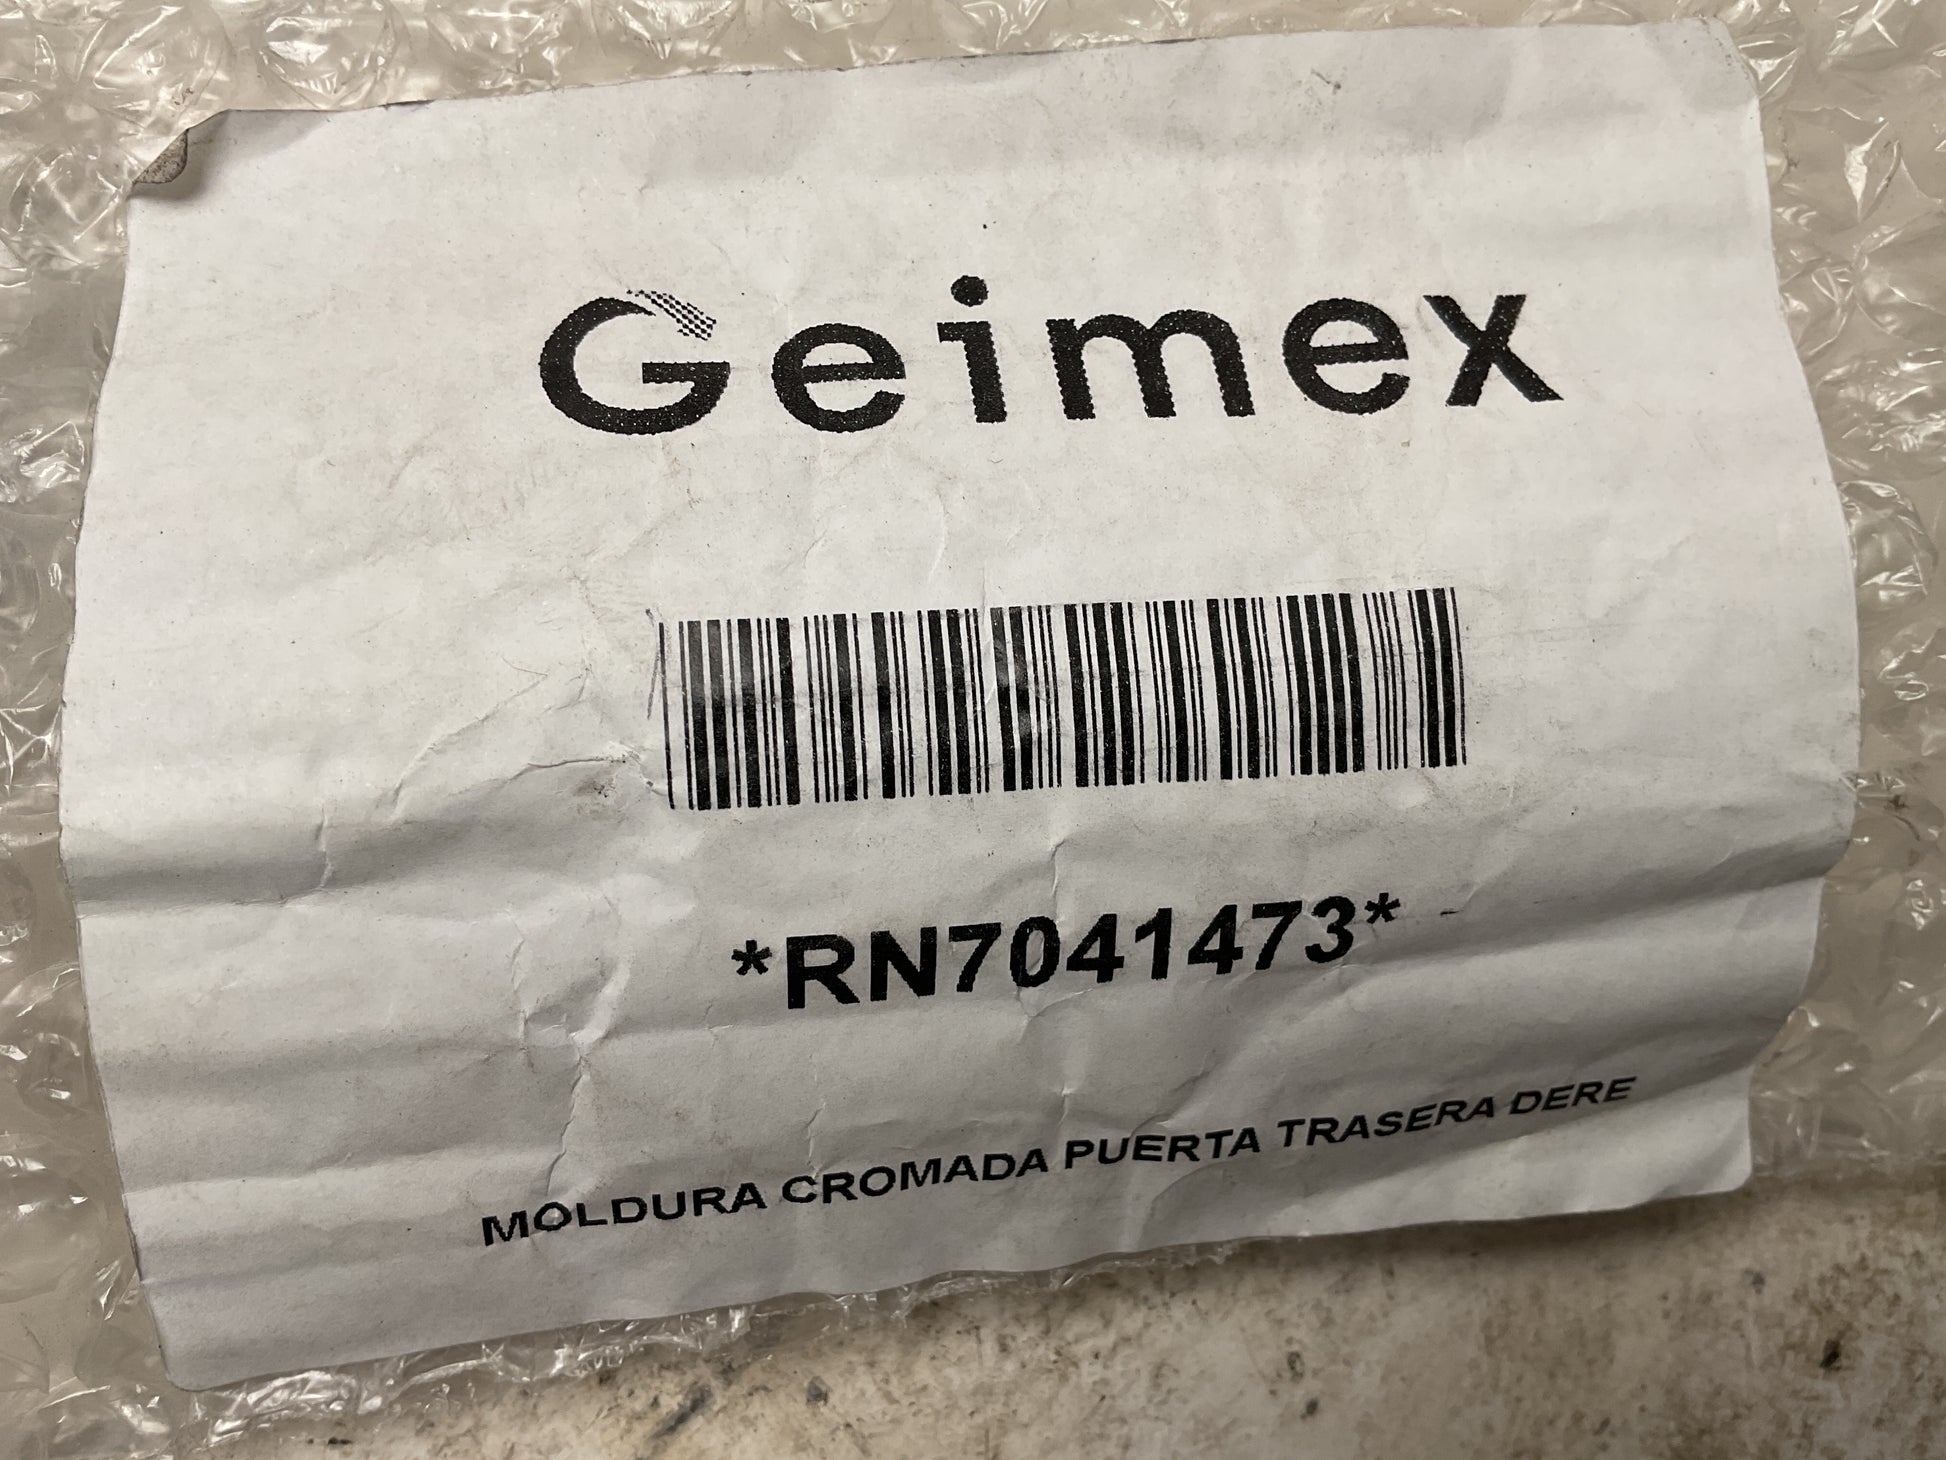 Geimex
*RN7041473*
MOLDURA CROMADA PUERTA TRASERA DERE